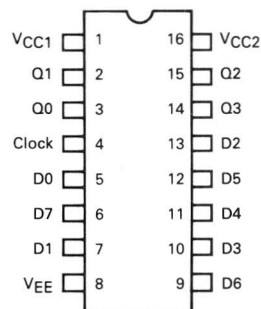 VCC1 1 16 VCC2
Q1 2 15 Q2
Q0 3 14 Q3
Clock 4 13 D2
D0 5 12 D5
D7 6 11 D4
D1 7 10 D3
VEE 8 9 D6